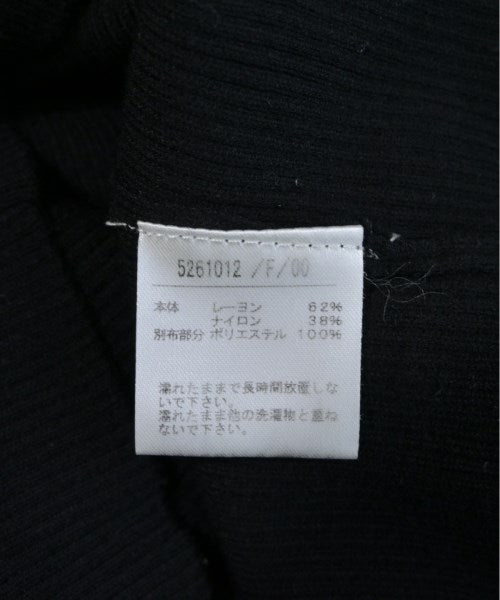 5261012 /F/00
本体 レーヨン 62%
ナイロン 38%
別布部分 ポリエステル 100%
濡れたままで長時間放置しな
いで下さい。
濡れたまま他の洗濯物と重ね
ないで下さい。